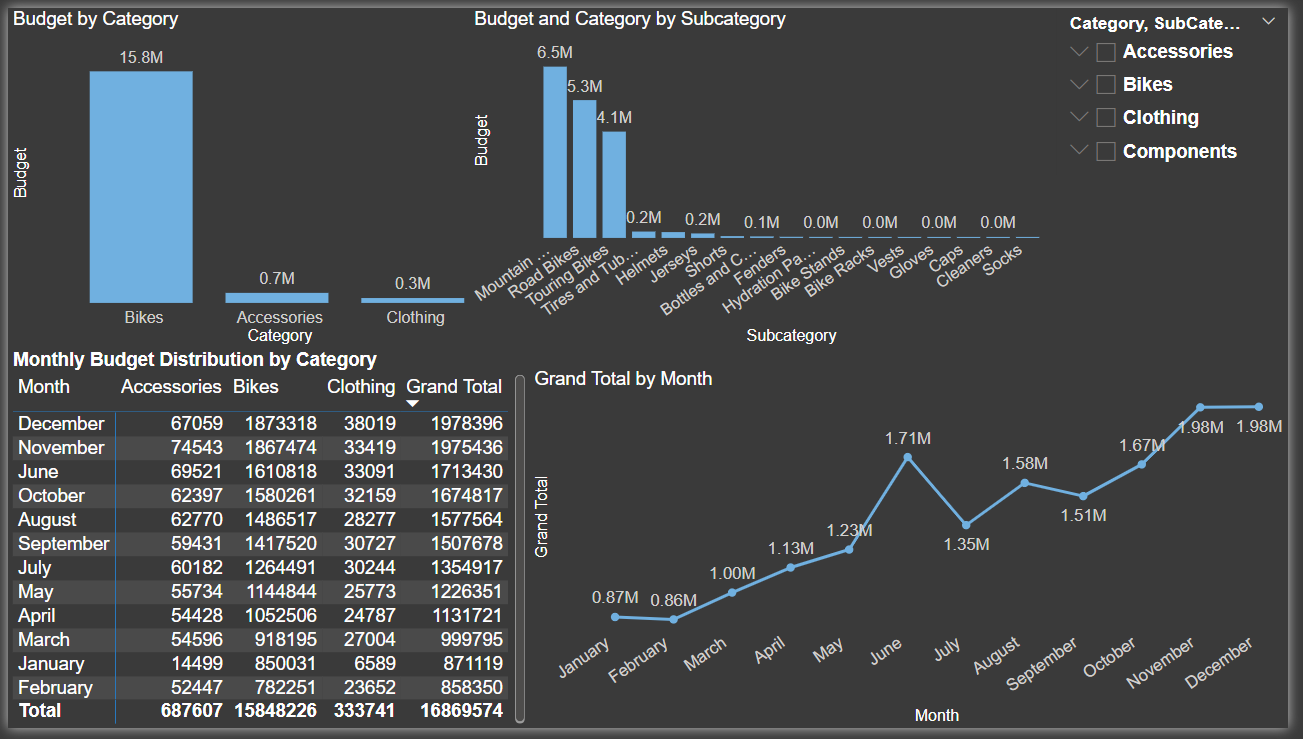 Budget by Category
15.8M
0.7M
0.3M
Budget
Bikes
Accessories
Clothing
Category
Budget and Category by Subcategory
6.5M
5.3M
4.1M
0.2M
0.2M
0.1M
0.0M
0.0M
0.0M
0.0M
Budget
Mountain ...
Road Bikes
Touring Bikes
Tires and Tub...
Helmets
Jerseys
Shorts
Bottles and C...
Fenders
Hydration Pa...
Bike Stands
Bike Racks
Vests
Gloves
Caps
Cleaners
Socks
Subcategory
Category, SubCate...
Accessories
Bikes
Clothing
Components
Monthly Budget Distribution by Category
Month Accessories Bikes Clothing Grand Total
December 67059 1873318 38019 1978396
November 74543 1867474 33419 1975436
June 69521 1610818 33091 1713430
October 62397 1580261 32159 1674817
August 62770 1486517 28277 1577564
September 59431 1417520 30727 1507678
July 60182 1264491 30244 1354917
May 55734 1144844 25773 1226351
April 54428 1052506 24787 1131721
March 54596 918195 27004 999795
January 14499 850031 6589 871119
February 52447 782251 23652 858350
Total 687607 15848226 333741 16869574
Grand Total by Month
Grand Total
0.87M
0.86M
1.00M
1.13M
1.23M
1.71M
1.35M
1.58M
1.51M
1.67M
1.98M
1.98M
January
February
March
April
May
June
July
August
September
October
November
December
Month